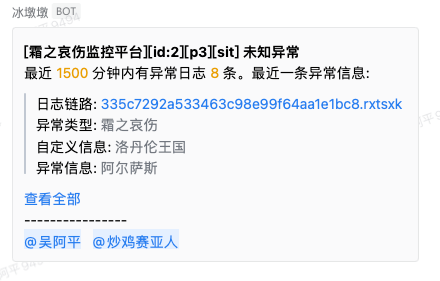 冰墩墩 BOT
[霜之哀伤监控平台][id:2][p3][sit] 未知异常
最近 1500 分钟内有异常日志 8 条。最近一条异常信息:
日志链路: 335c7292a533463c98e99f64aa1e1bc8.rxtsxk
异常类型: 霜之哀伤
自定义信息: 洛丹伦王国
异常信息: 阿尔萨斯
查看全部
----------------
@吴阿平 @炒鸡赛亚人